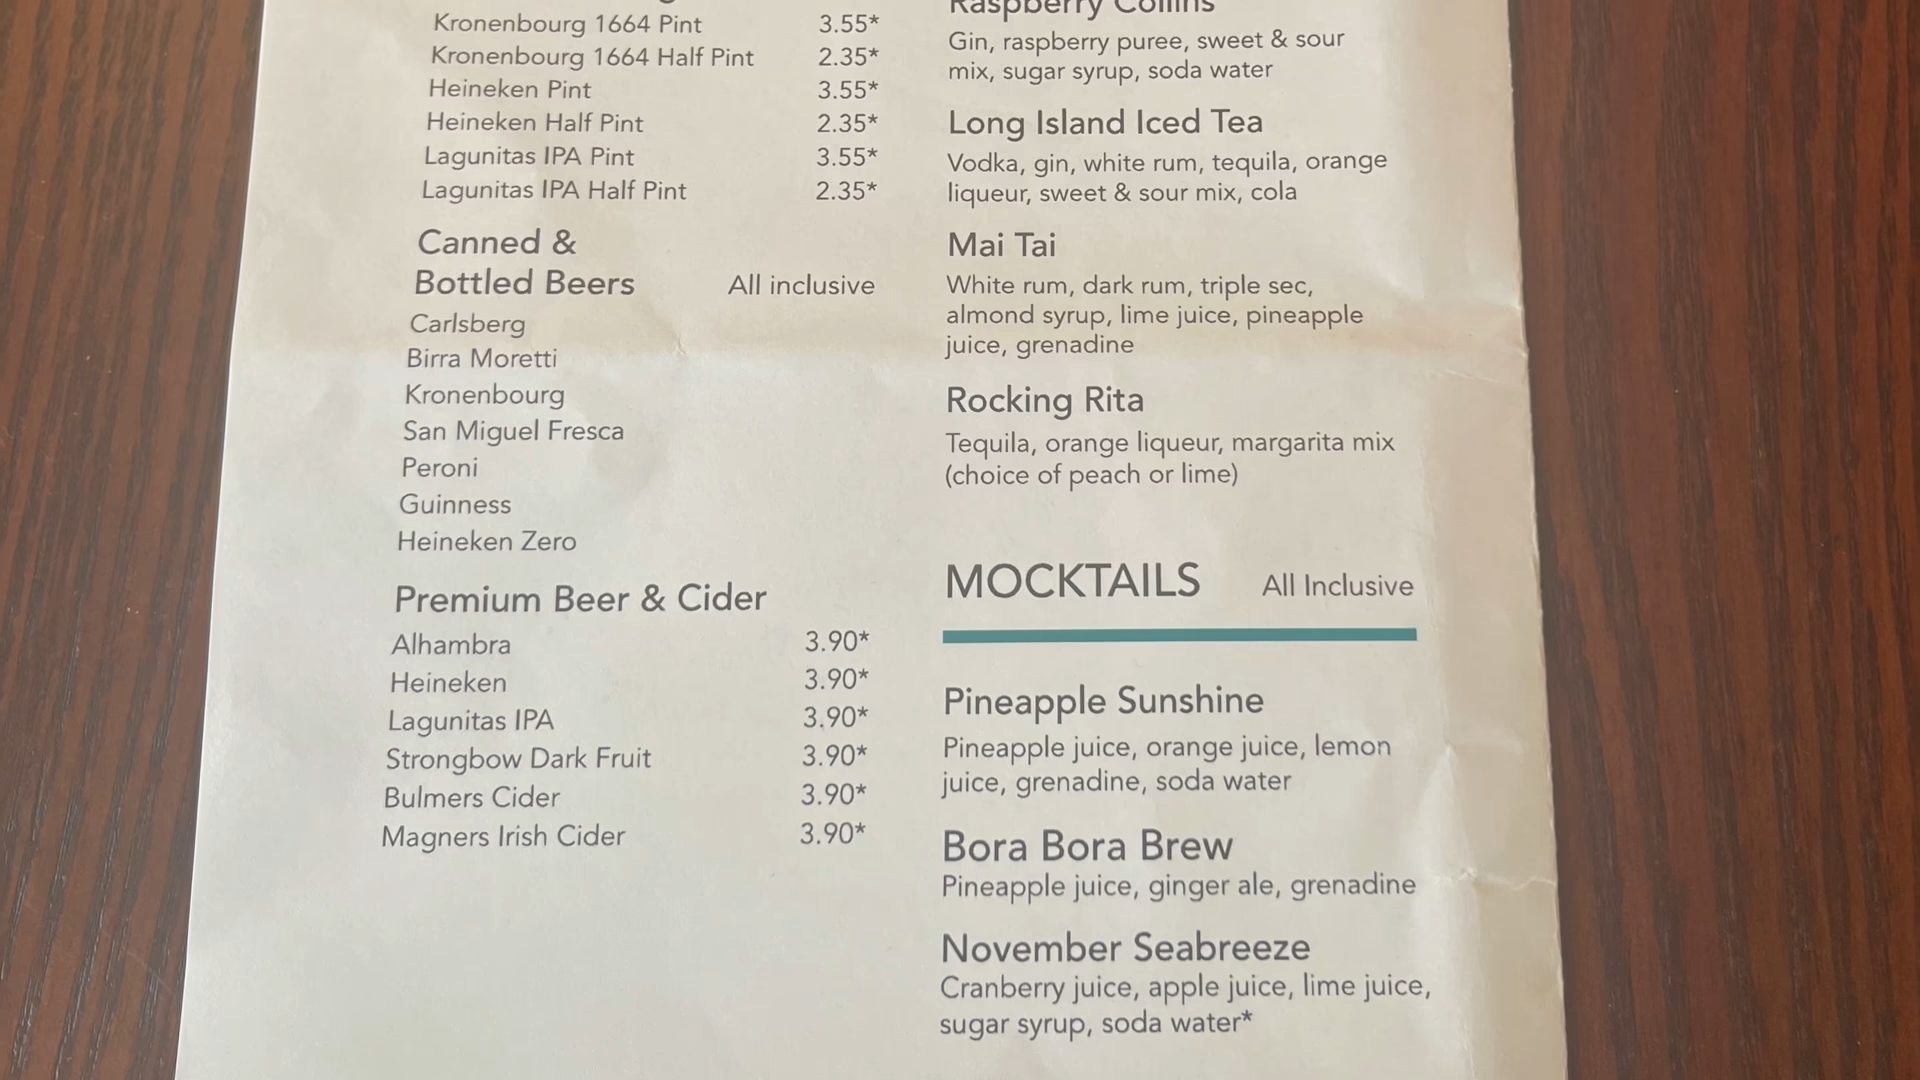 Kronenbourg 1664 Pint 3.55*
Kronenbourg 1664 Half Pint 2.35*
Heineken Pint 3.55*
Heineken Half Pint 2.35*
Lagunitas IPA Pint 3.55*
Lagunitas IPA Half Pint 2.35*
Canned &
Bottled Beers All inclusive
Carlsberg
Birra Moretti
Kronenbourg
San Miguel Fresca
Peroni
Guinness
Heineken Zero
Premium Beer & Cider
Alhambra 3.90*
Heineken 3.90*
Lagunitas IPA 3.90*
Strongbow Dark Fruit 3.90*
Bulmers Cider 3.90*
Magners Irish Cider 3.90*
Raspberry Collins
Gin, raspberry puree, sweet & sour
mix, sugar syrup, soda water
Long Island Iced Tea
Vodka, gin, white rum, tequila, orange
liqueur, sweet & sour mix, cola
Mai Tai
White rum, dark rum, triple sec,
almond syrup, lime juice, pineapple
juice, grenadine
Rocking Rita
Tequila, orange liqueur, margarita mix
(choice of peach or lime)
MOCKTAILS All Inclusive
Pineapple Sunshine
Pineapple juice, orange juice, lemon
juice, grenadine, soda water
Bora Bora Brew
Pineapple juice, ginger ale, grenadine
November Seabreeze
Cranberry juice, apple juice, lime juice,
sugar syrup, soda water*